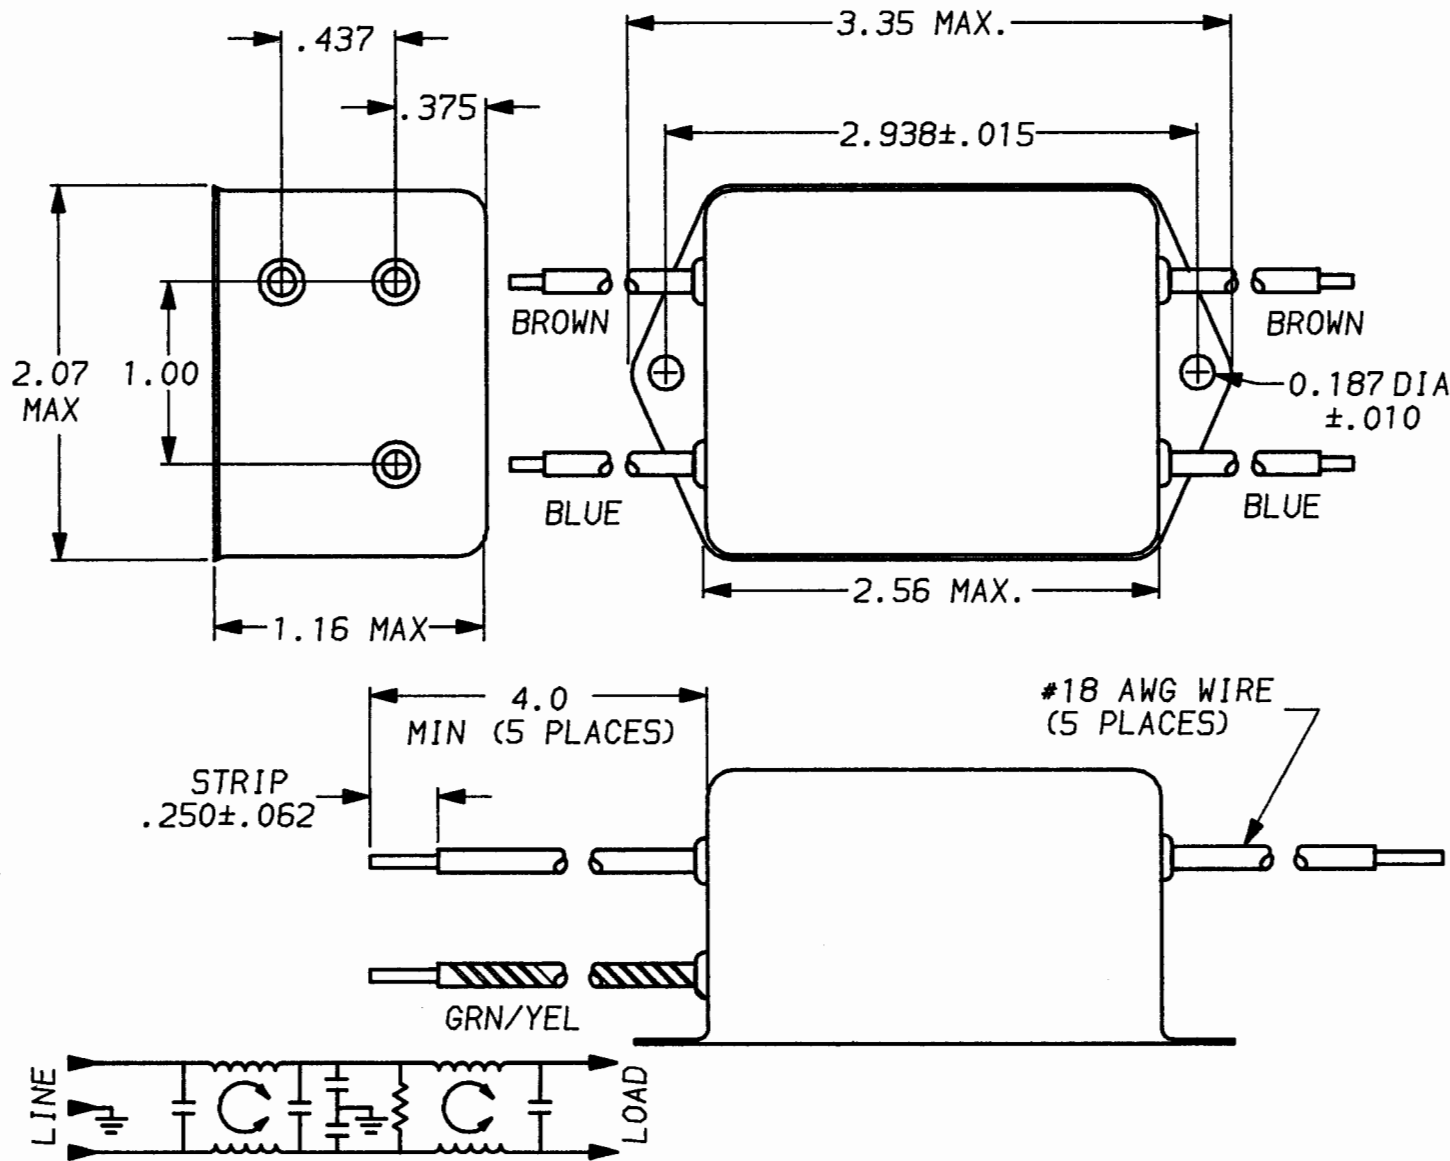 .437
3.35 MAX.
.375
2.938±.015
BROWN
BROWN
2.07
MAX
1.00
0.187 DIA
±.010
BLUE
BLUE
2.56 MAX.
1.16 MAX
4.0
MIN (5 PLACES)
#18 AWG WIRE
(5 PLACES)
STRIP
.250±.062
GRN/YEL
LINE
LOAD